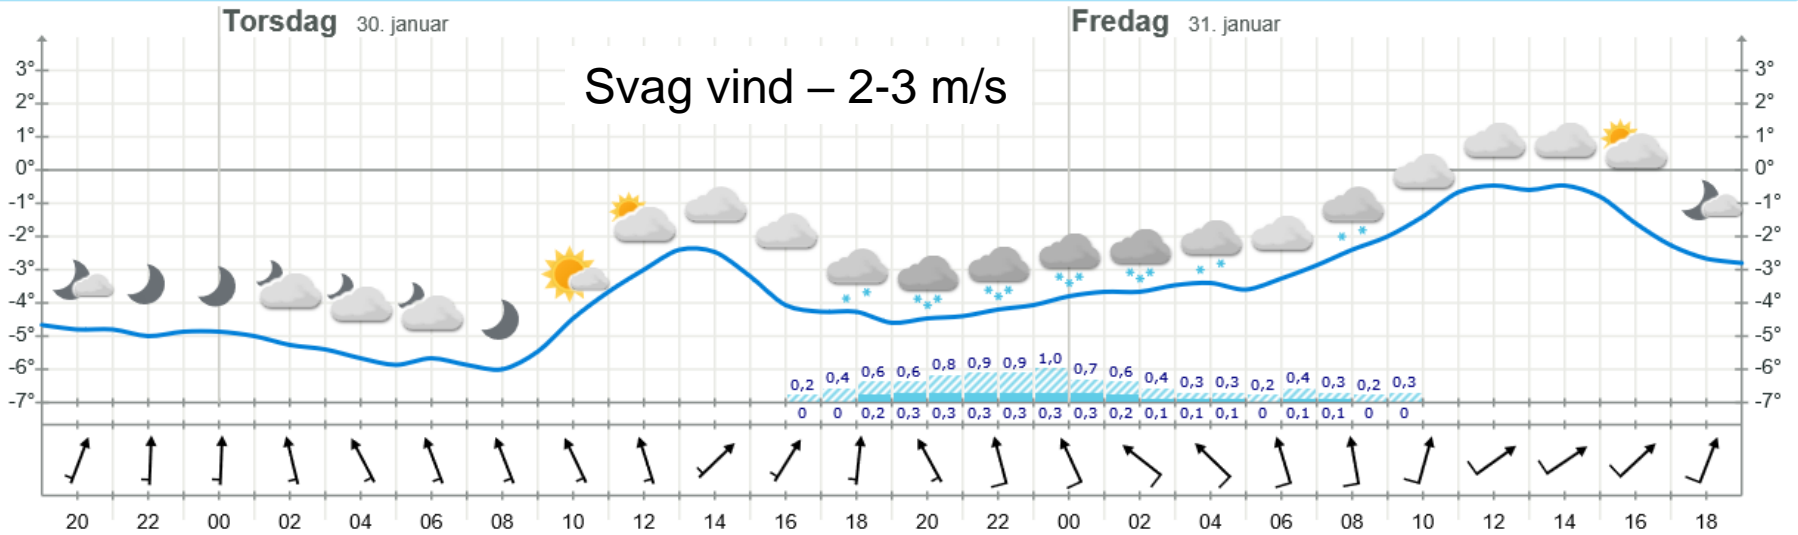 Torsdag 30. januar Fredag 31. januar
Svag vind – 2-3 m/s
3° 3°
2° 2°
1° 1°
0° 0°
-1° -1°
-2° -2°
-3° -3°
-4° -4°
-5° -5°
-6° -6°
-7° -7°
0,2 0,4 0,6 0,6 0,8 0,9 0,9 1,0 0,7 0,6 0,4 0,3 0,3 0,2 0,4 0,3 0,2 0,3
0 0 0,2 0,3 0,3 0,3 0,3 0,3 0,3 0,2 0,1 0,1 0,1 0 0,1 0,1 0 0
20 22 00 02 04 06 08 10 12 14 16 18 20 22 00 02 04 06 08 10 12 14 16 18